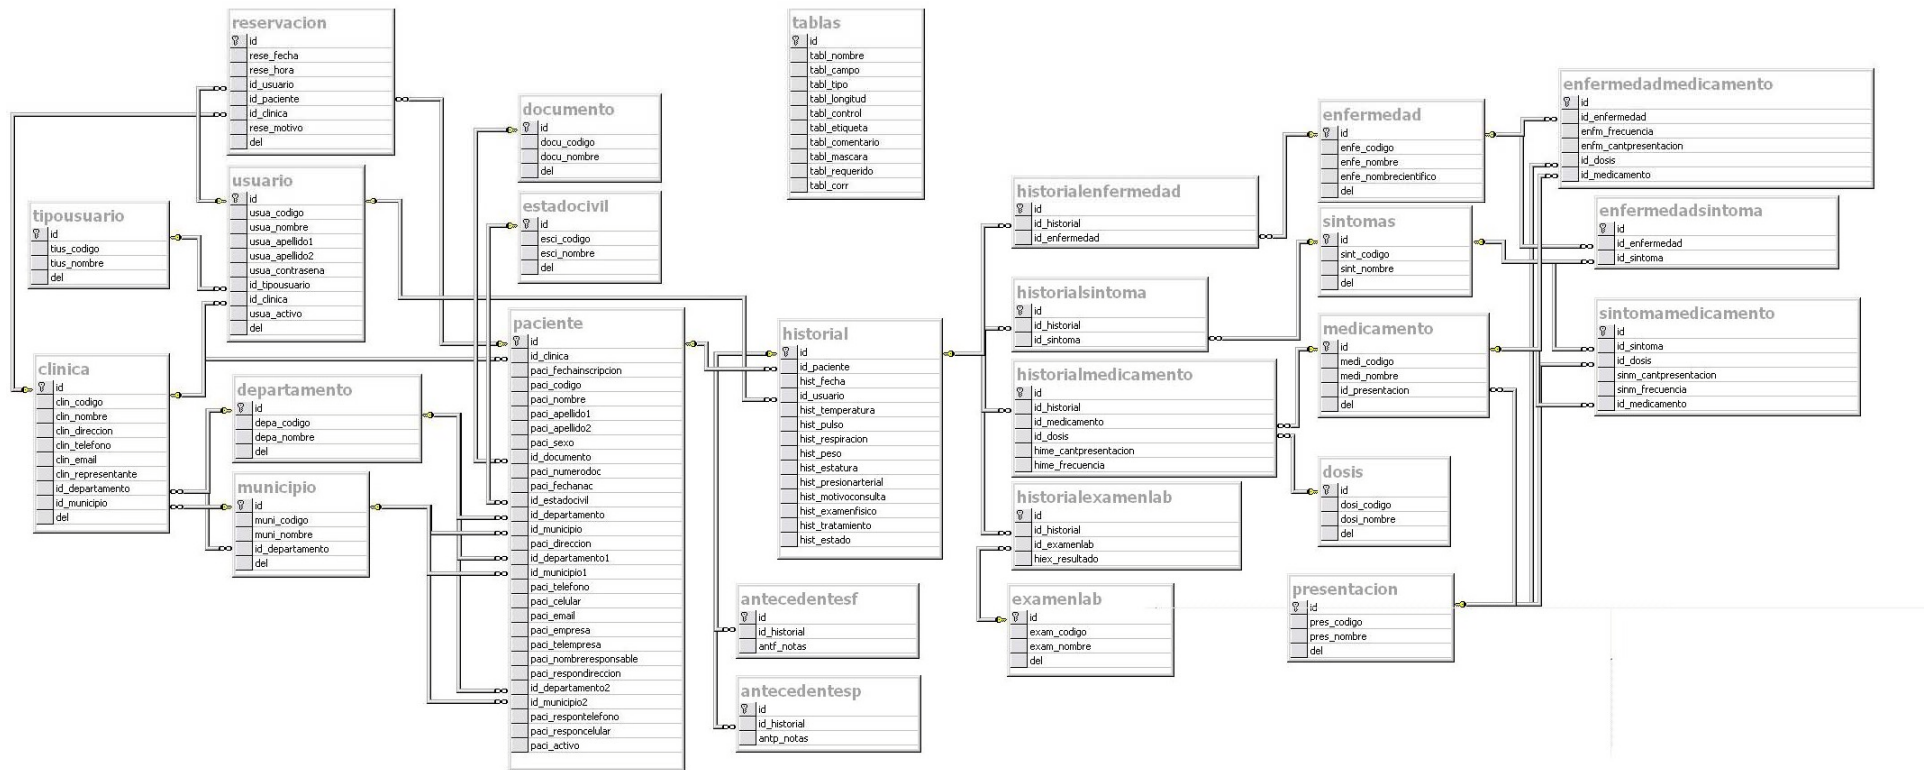 reservacion
id
rese_fecha
rese_hora
id_usuario
id_paciente
id_clinica
rese_motivo
del
usuario
id
usua_codigo
usua_nombre
usua_apellido1
usua_apellido2
usua_contrasena
id_tipousuario
id_clinica
usua_activo
del
tipousuario
id
tius_codigo
tius_nombre
del
clinica
id
clin_codigo
clin_nombre
clin_direccion
clin_telefono
clin_email
clin_representante
id_departamento
id_municipio
del
departamento
id
depa_codigo
depa_nombre
del
municipio
id
muni_codigo
muni_nombre
id_departamento
del
documento
id
docu_codigo
docu_nombre
del
estadocivil
id
esci_codigo
esci_nombre
del
paciente
id
id_clinica
paci_fechainscripcion
paci_codigo
paci_nombre
paci_apellido1
paci_apellido2
paci_sexo
id_documento
paci_numerodoc
paci_fechanac
id_estadocivil
id_departamento
id_municipio
paci_direccion
id_departamento1
id_municipio1
paci_telefono
paci_celular
paci_email
paci_empresa
paci_telempresa
paci_nombreresponsable
paci_respondireccion
id_departamento2
id_municipio2
paci_respontelefono
paci_responcelular
paci_activo
tablas
id
tabl_nombre
tabl_campo
tabl_tipo
tabl_longitud
tabl_control
tabl_etiqueta
tabl_comentario
tabl_mascara
tabl_requerido
tabl_corr
historial
id
id_paciente
hist_fecha
id_usuario
hist_temperatura
hist_pulso
hist_respiracion
hist_peso
hist_estatura
hist_presionarterial
hist_motivoconsulta
hist_examenfisico
hist_tratamiento
hist_estado
antecedentesf
id
id_historial
antf_notas
antecedentesp
id
id_historial
antp_notas
historialenfermedad
id
id_historial
id_enfermedad
historialsintoma
id
id_historial
id_sintoma
historialmedicamento
id
id_historial
id_medicamento
id_dosis
hime_cantpresentacion
hime_frecuencia
historialexamenlab
id
id_historial
id_examenlab
hiex_resultado
examenlab
id
exam_codigo
exam_nombre
del
enfermedad
id
enfe_codigo
enfe_nombre
enfe_nombrecientifico
del
sintomas
id
sint_codigo
sint_nombre
del
medicamento
id
medi_codigo
medi_nombre
id_presentacion
del
dosis
id
dosi_codigo
dosi_nombre
del
presentacion
id
pres_codigo
pres_nombre
del
enfermedadmedicamento
id
id_enfermedad
enfm_frecuencia
enfm_cantpresentacion
id_dosis
id_medicamento
enfermedadsintoma
id
id_enfermedad
id_sintoma
sintomamedicamento
id
id_sintoma
id_dosis
sinm_cantpresentacion
sinm_frecuencia
id_medicamento